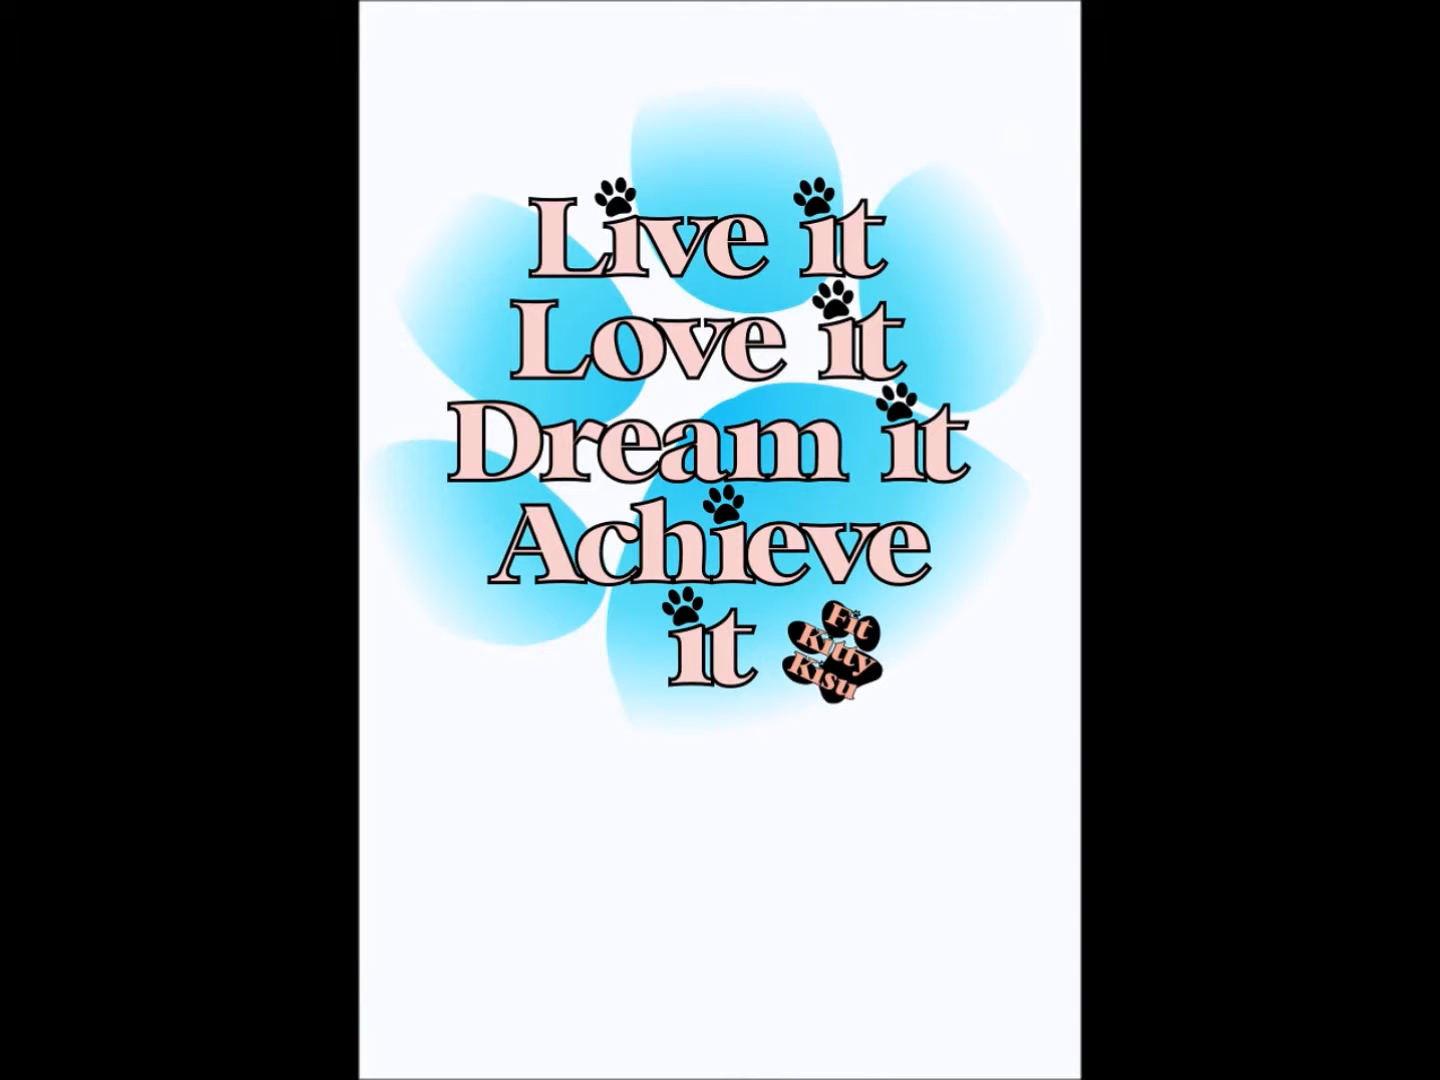 Live it
Love it
Dream it
Achieve
it
Fit
Kitty
Kisu